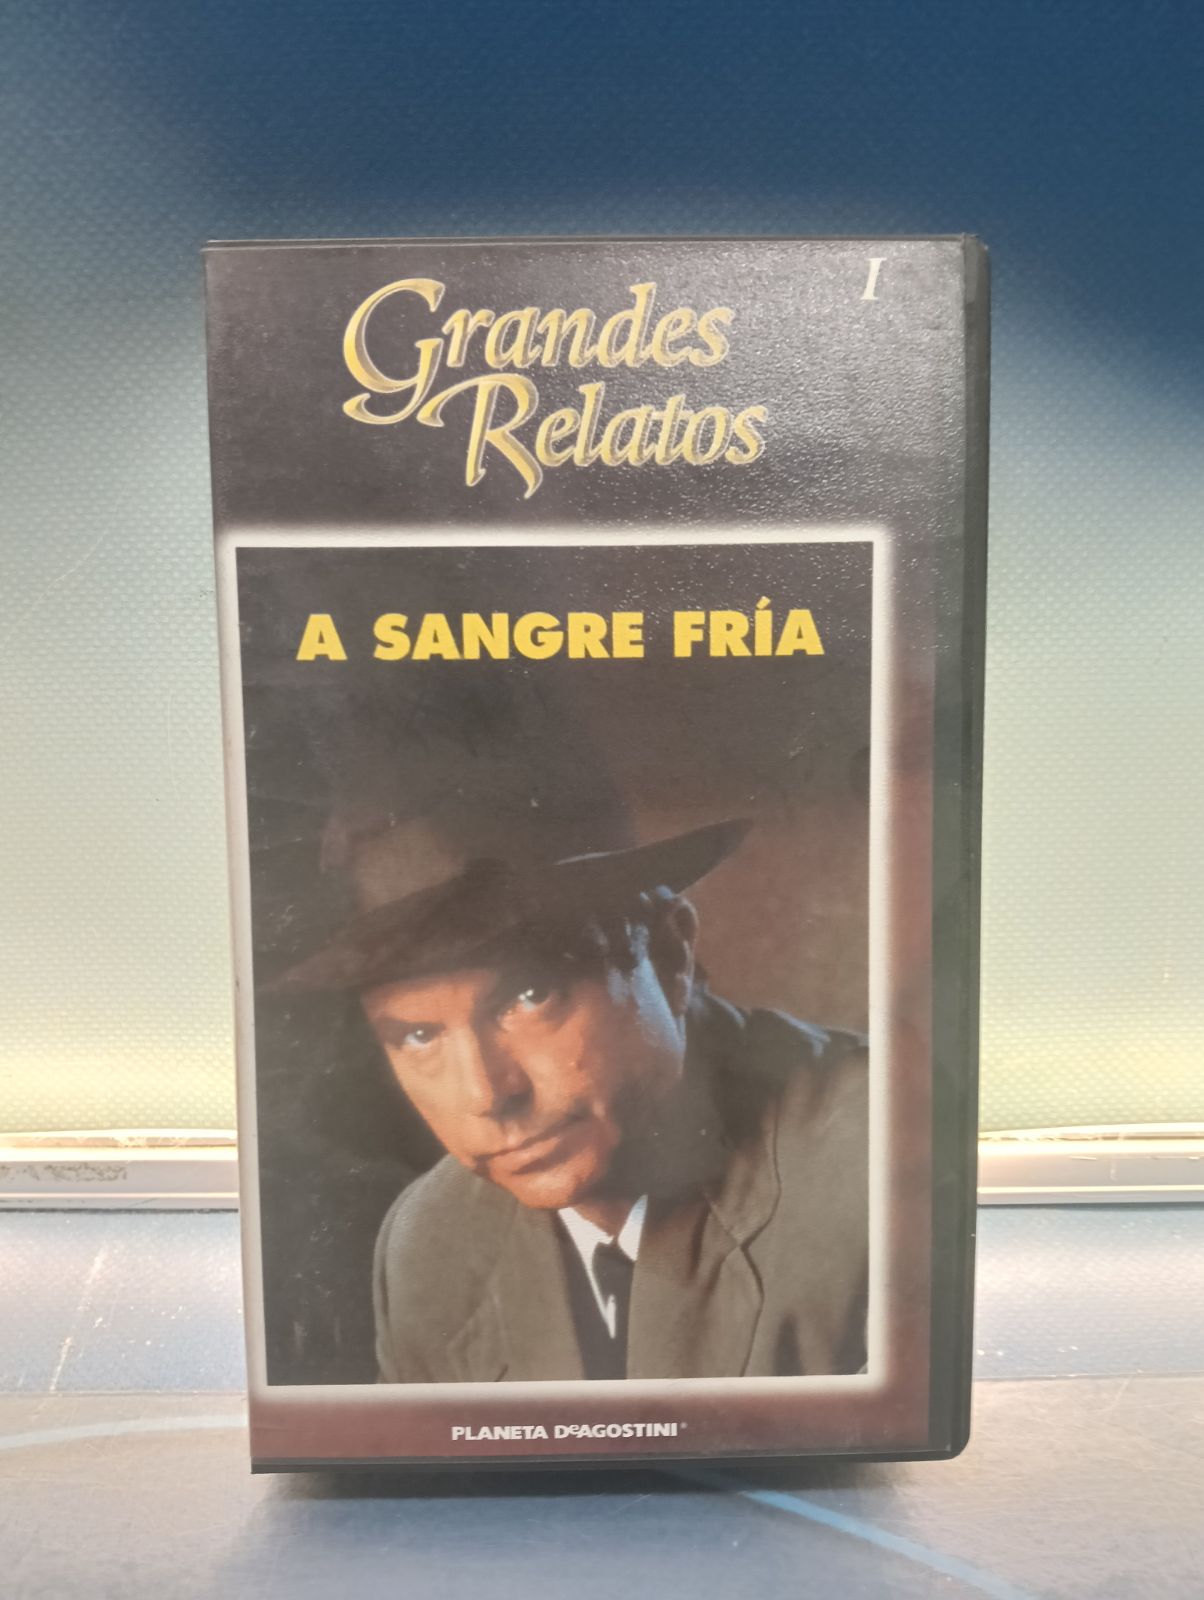 I
Grandes
Relatos
A SANGRE FRÍA
PLANETA DeAGOSTINI®